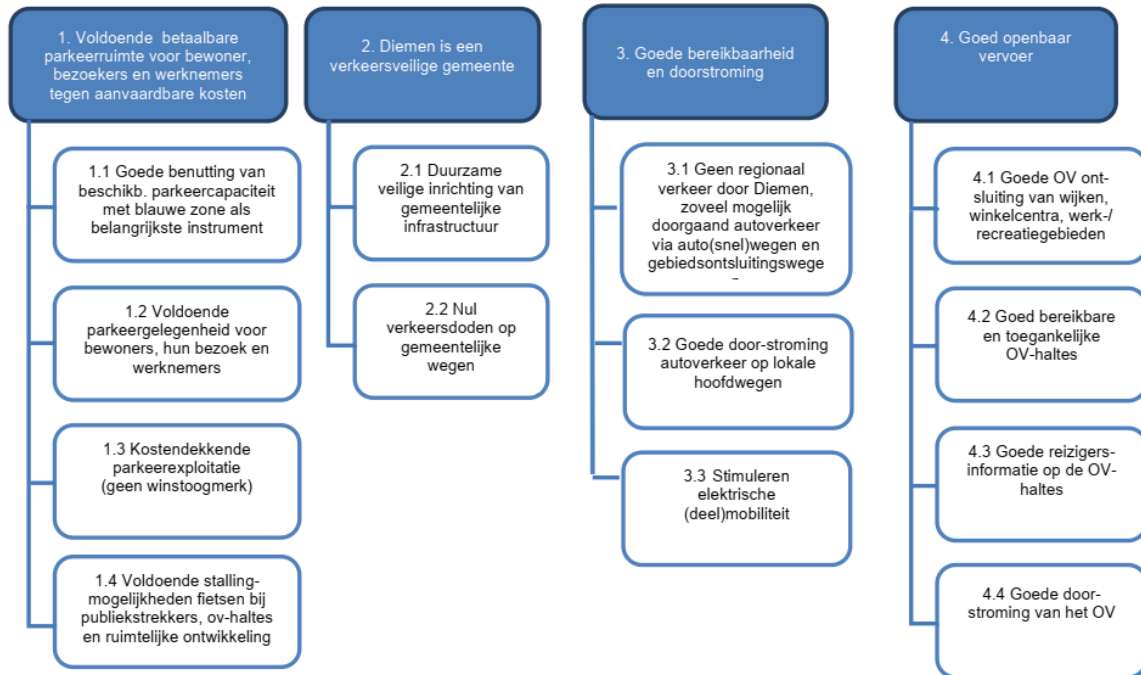 1. Voldoende betaalbare
parkeerruimte voor bewoner,
bezoekers en werknemers
tegen aanvaardbare kosten
1.1 Goede benutting van
beschikb. parkeercapaciteit
met blauwe zone als
belangrijkste instrument
1.2 Voldoende
parkeergelegenheid voor
bewoners, hun bezoek en
werknemers
1.3 Kostendekkende
parkeerexploitatie
(geen winstoogmerk)
1.4 Voldoende stalling-
mogelijkheden fietsen bij
publiekstrekkers, ov-haltes
en ruimtelijke ontwikkeling
2. Diemen is een
verkeersveilige gemeente
2.1 Duurzame
veilige inrichting van
gemeentelijke
infrastructuur
2.2 Nul
verkeersdoden op
gemeentelijke
wegen
3. Goede bereikbaarheid
en doorstroming
3.1 Geen regionaal
verkeer door Diemen,
zoveel mogelijk
doorgaand autoverkeer
via auto(snel)wegen en
gebiedsontsluitingswege
3.2 Goede door-stroming
autoverkeer op lokale
hoofdwegen
3.3 Stimuleren
elektrische
(deel)mobiliteit
4. Goed openbaar
vervoer
4.1 Goede OV ont-
sluiting van wijken,
winkelcentra, werk-/
recreatiegebieden
4.2 Goed bereikbare
en toegankelijke
OV-haltes
4.3 Goede reizigers-
informatie op de OV-
haltes
4.4 Goede door-
stroming van het OV